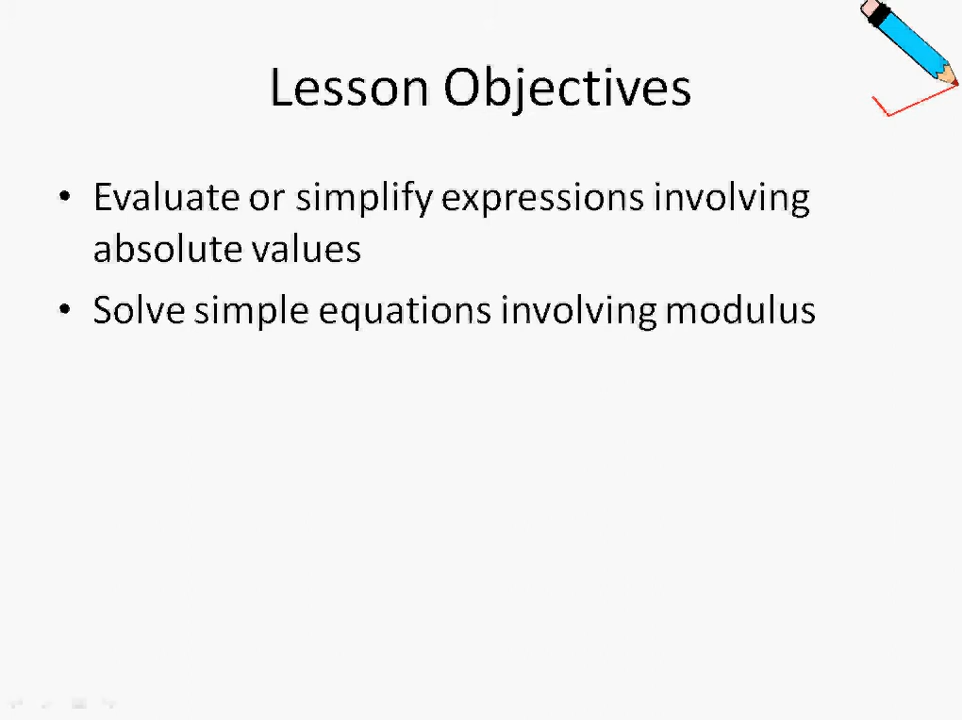 Lesson Objectives
• Evaluate or simplify expressions involving
absolute values
• Solve simple equations involving modulus